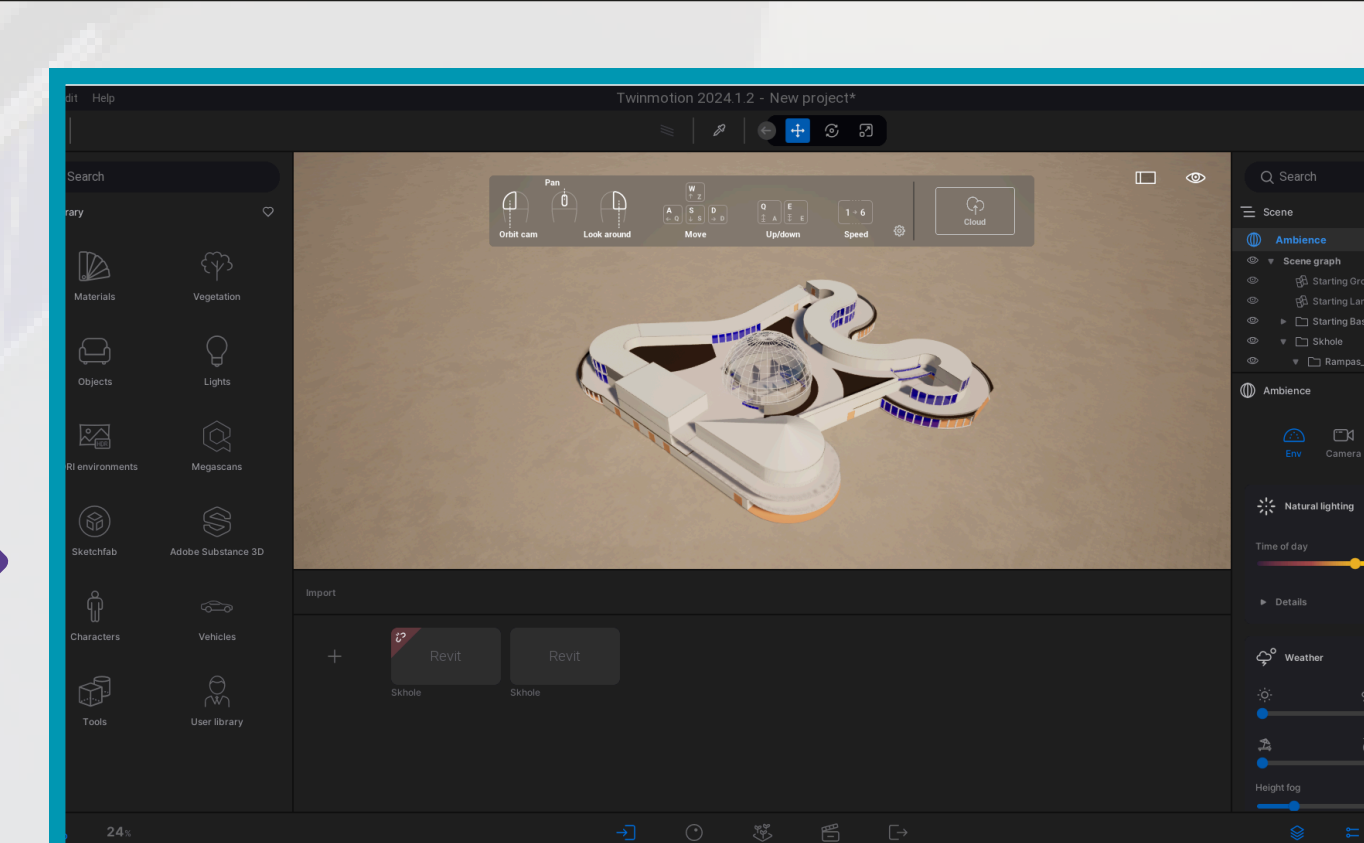 dit Help
Twinmotion 2024.1.2 - New project*
Search
rary
Materials
Vegetation
Objects
Lights
HDR
RI environments
Megascans
Sketchfab
Adobe Substance 3D
Characters
Vehicles
Tools
User library
24%
Pan
Orbit cam
Look around
W
↑ Z
A S D
← Q ↓ S → D
Move
Q E
A E
Up/down
1 → 6
Speed
Cloud
Import
Revit
Skhole
Revit
Skhole
Search
Scene
Ambience
Scene graph
Starting Gro
Starting Lar
Starting Bas
Skhole
Rampas_
Ambience
Env
Camera
Natural lighting
Time of day
Details
Weather
Height fog